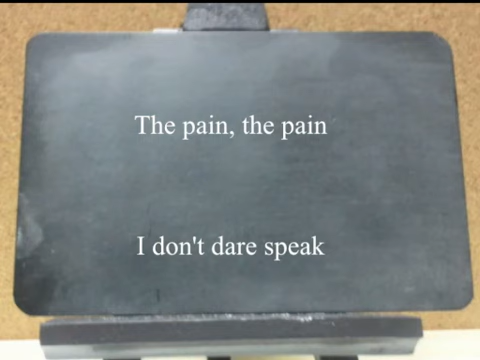 The pain, the pain
I don't dare speak